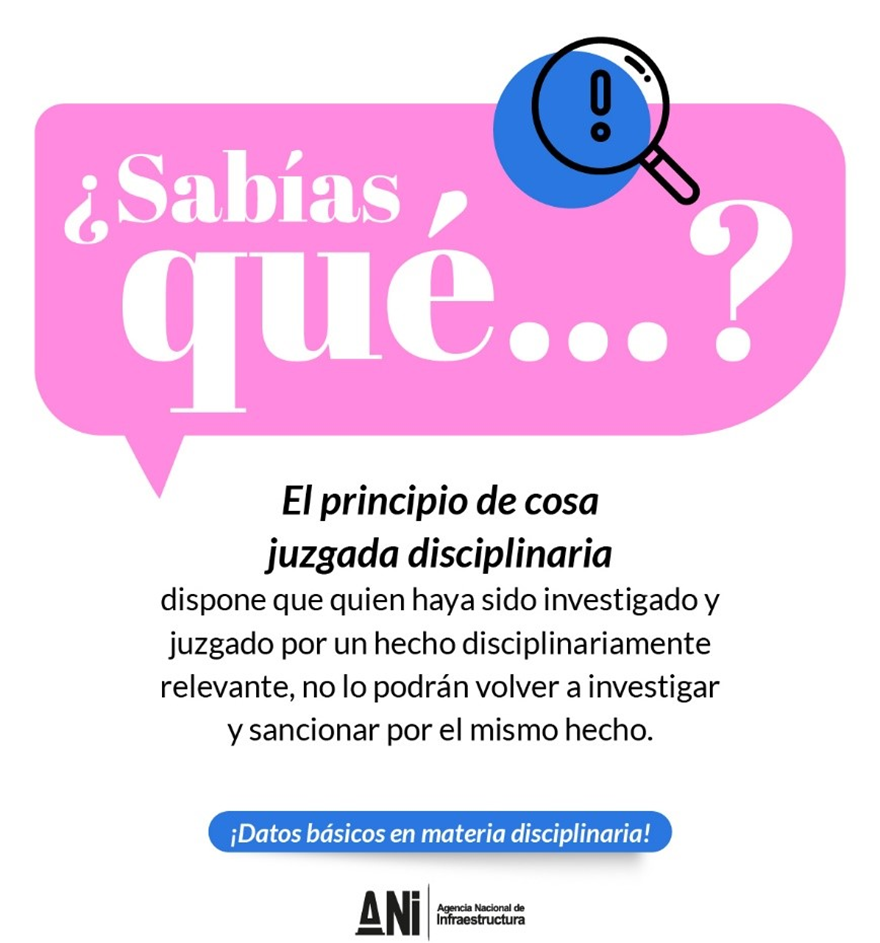 ¿Sabías
qué...?
El principio de cosa
juzgada disciplinaria
dispone que quien haya sido investigado y
juzgado por un hecho disciplinariamente
relevante, no lo podrán volver a investigar
y sancionar por el mismo hecho.
¡Datos básicos en materia disciplinaria!
ANi
Agencia Nacional de
Infraestructura